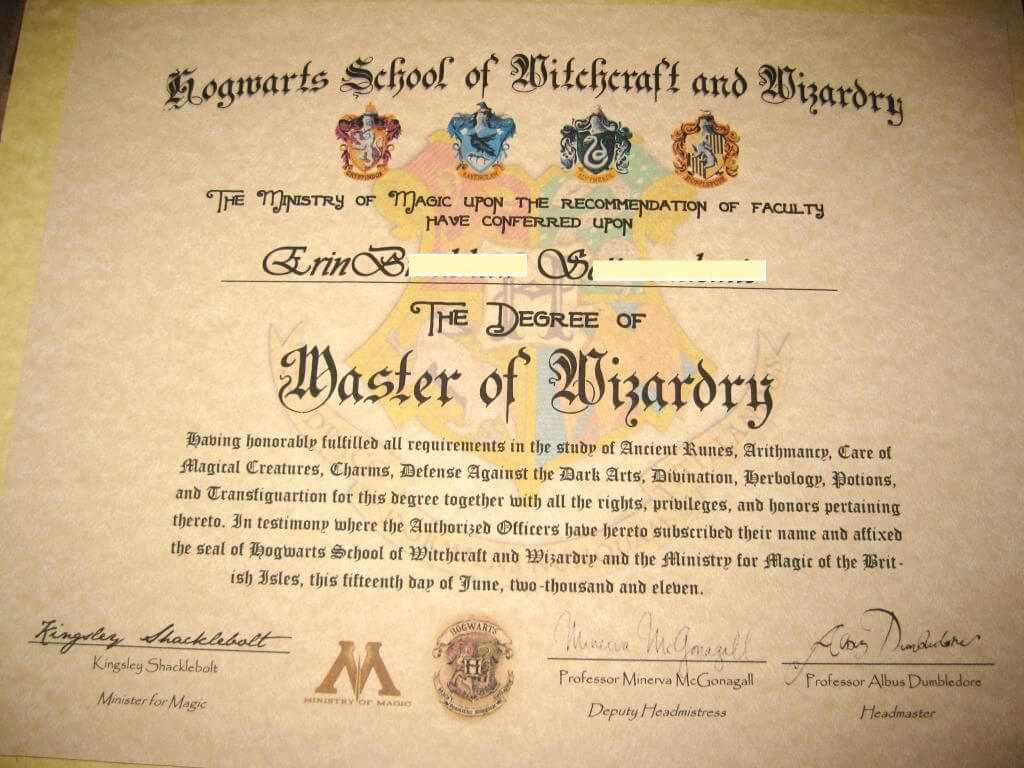 Hogwarts School of Witchcraft and Wizardry
GRYFFINDOR RAVENCLAW SLYTHERIN HUFFLEPUFF
The Ministry of Magic upon the recommendation of faculty
have conferred upon
Erin
The Degree of
Master of Wizardry
Having honorably fulfilled all requirements in the study of Ancient Runes, Arithmancy, Care of
Magical Creatures, Charms, Defense Against the Dark Arts, Divination, Herbology, Potions,
and Transfiguartion for this degree together with all the rights, privileges, and honors pertaining
thereto. In testimony where the Authorized Officers have hereto subscribed their name and affixed
the seal of Hogwarts School of Witchcraft and Wizardry and the Ministry for Magic of the Brit-
ish Isles, this fifteenth day of June, two-thousand and eleven.
Kingsley Shacklebolt
Kingsley Shacklebolt
Minister for Magic
M
MINISTRY OF MAGIC
HOGWARTS
H
Minerva McGonagall
Professor Minerva McGonagall
Deputy Headmistress
Albus Dumbledore
Professor Albus Dumbledore
Headmaster